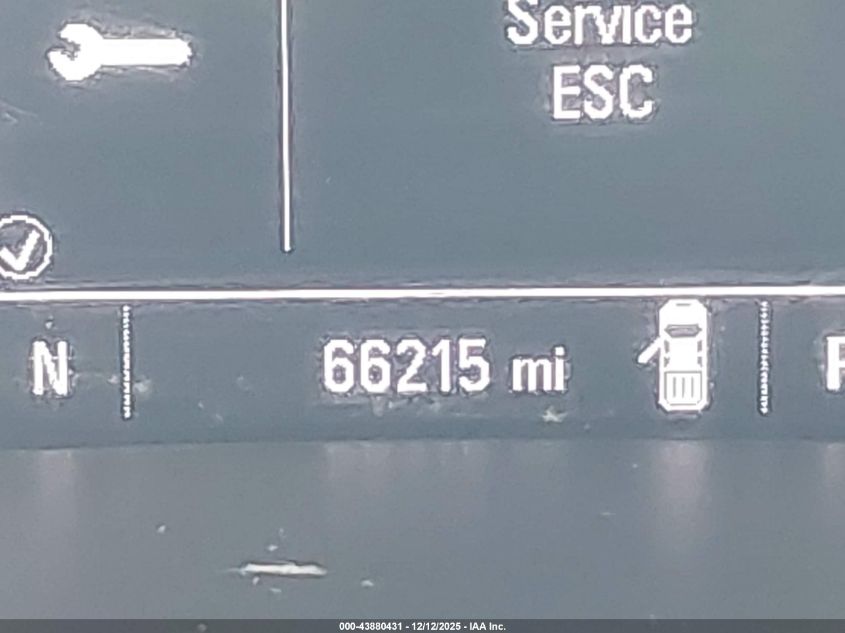 Service
ESC
N
66215 mi
000-43880431 - 12/12/2025 - IAA Inc.